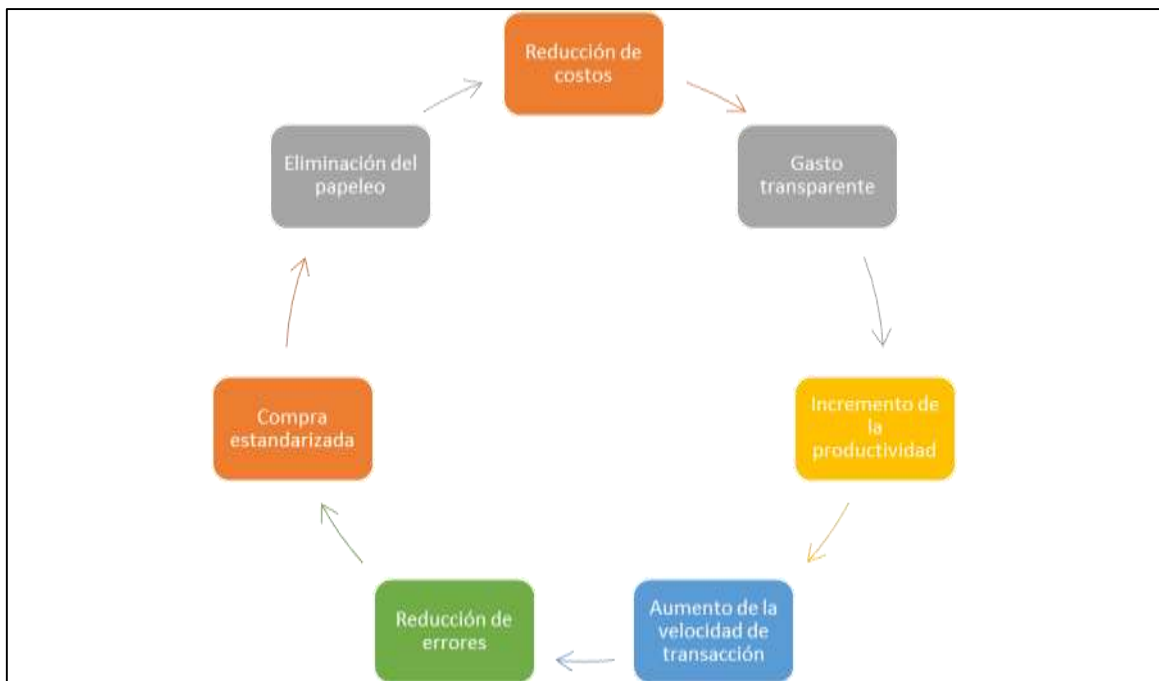 Reducción de
costos
Gasto
transparente
Incremento de
la
productividad
Aumento de la
velocidad de
transacción
Reducción de
errores
Compra
estandarizada
Eliminación del
papeleo